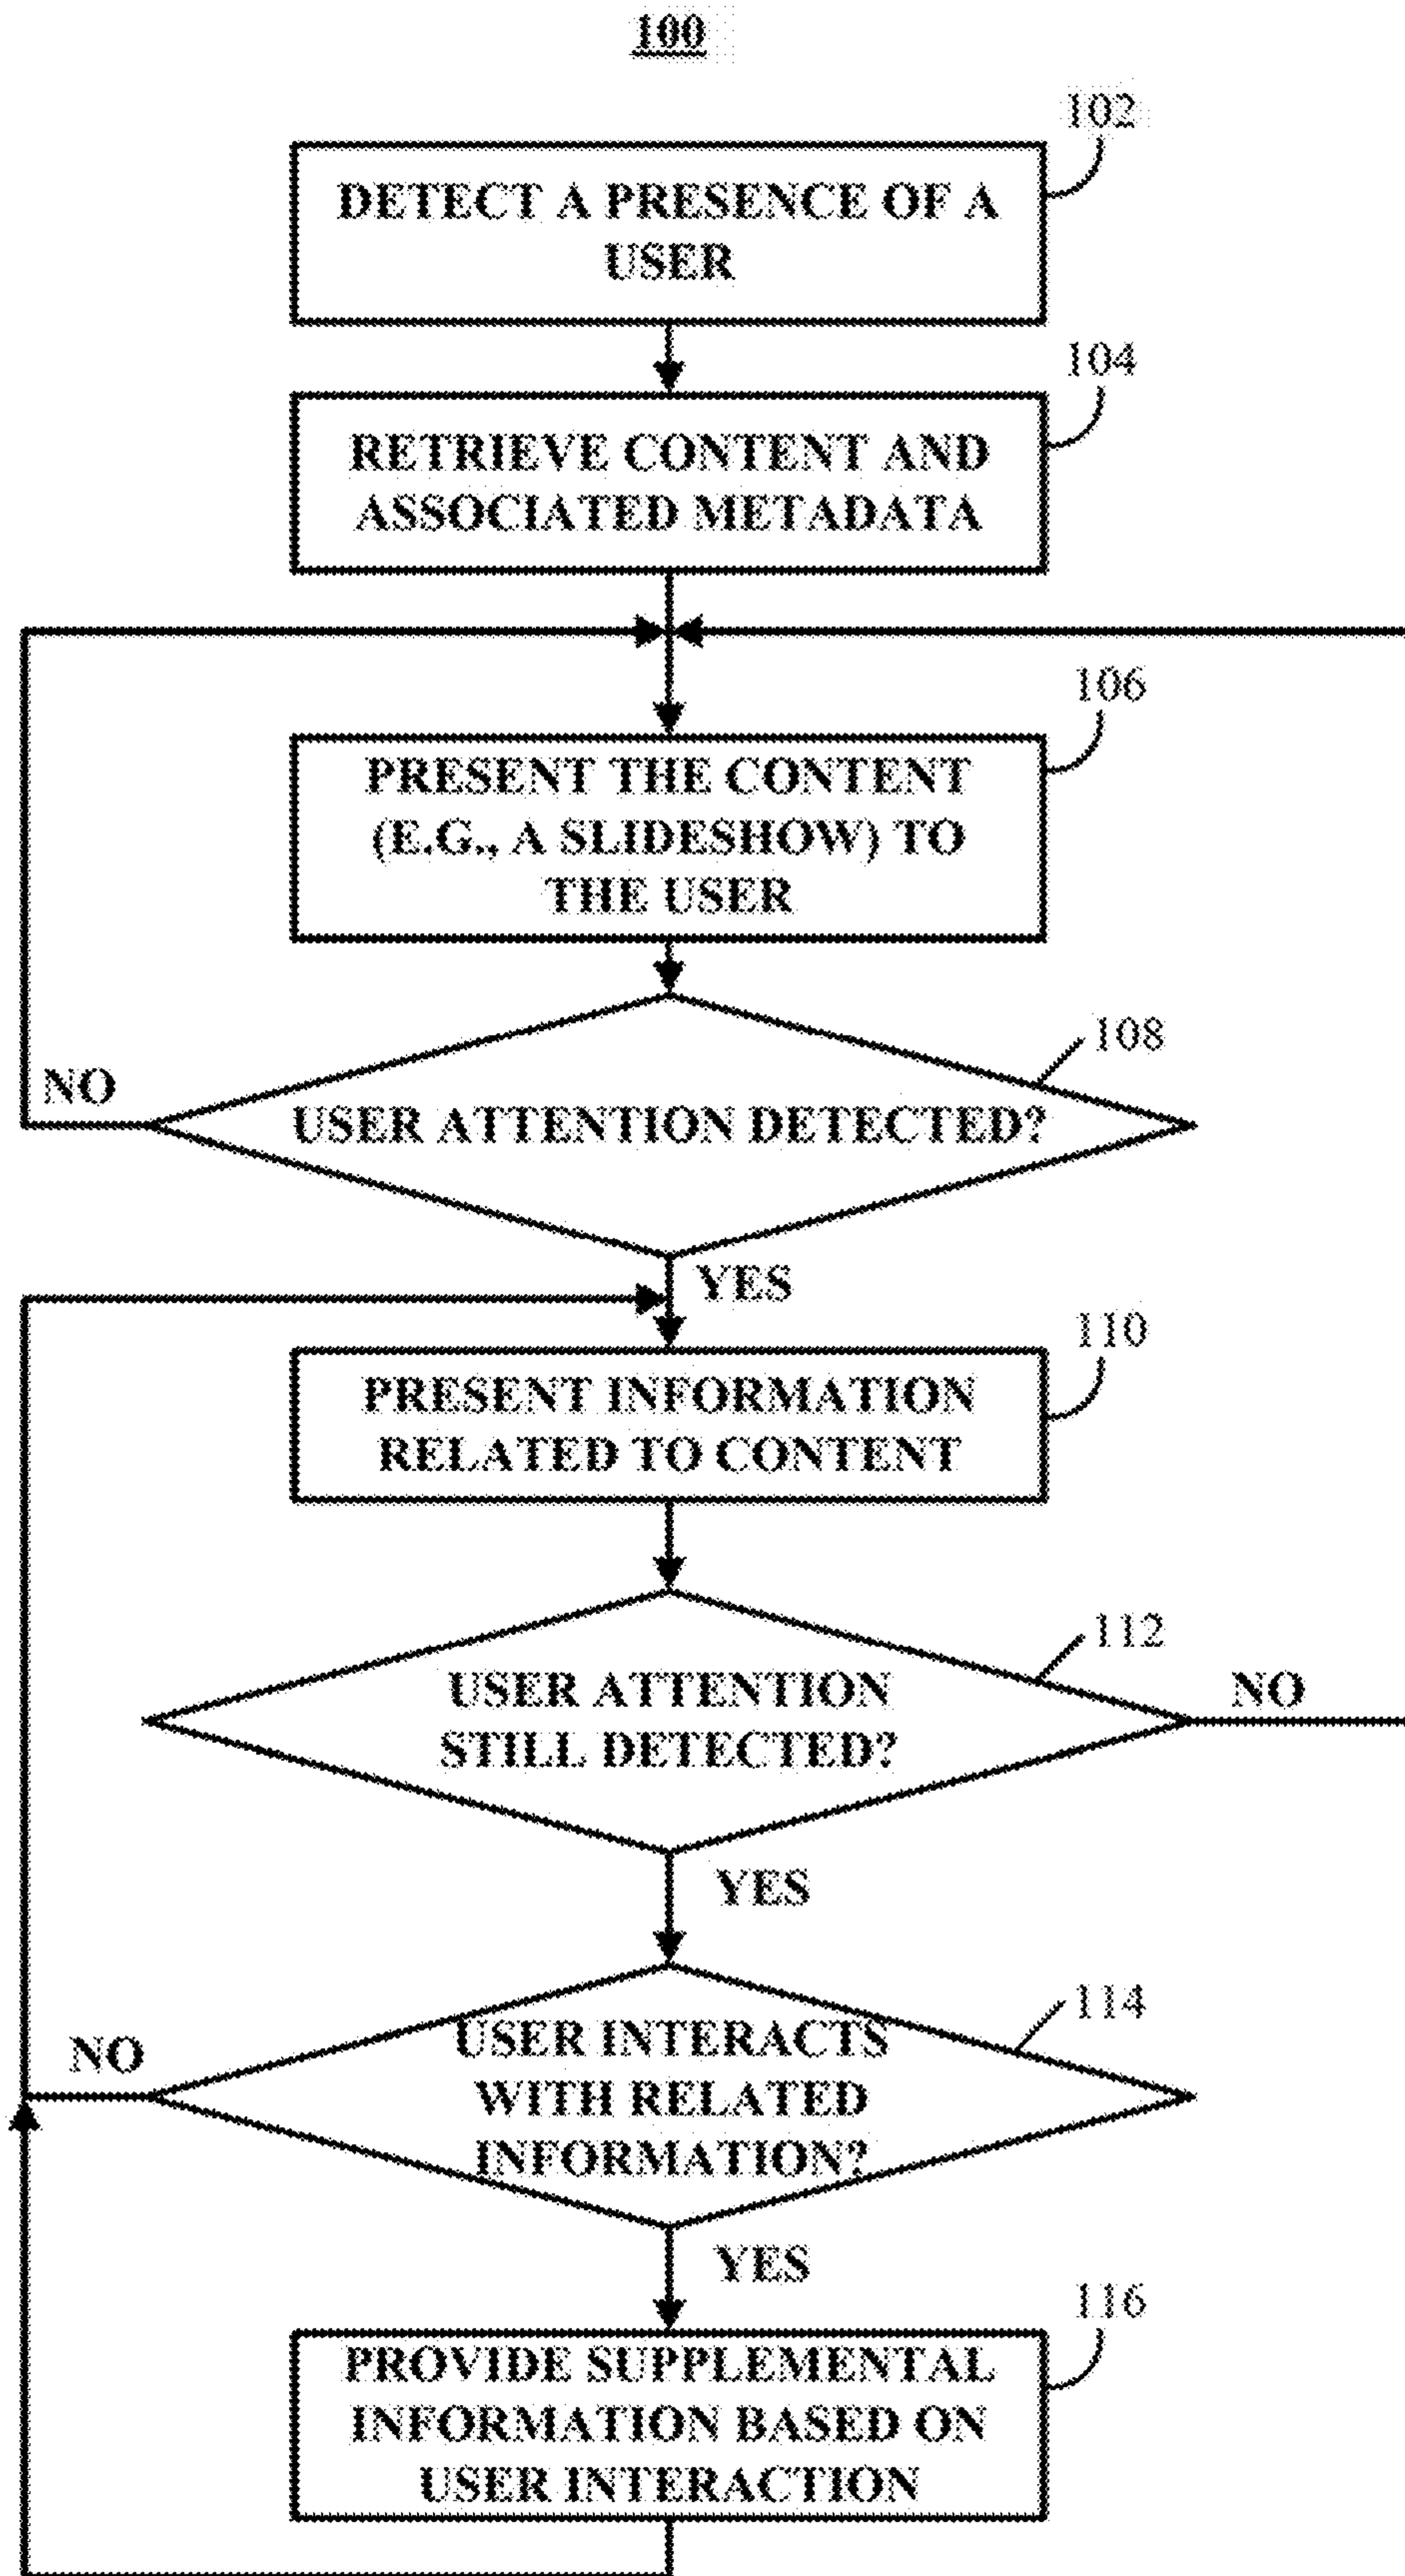 100
102
DETECT A PRESENCE OF A
USER
104
RETRIEVE CONTENT AND
ASSOCIATED METADATA
106
PRESENT THE CONTENT
(E.G., A SLIDESHOW) TO
THE USER
108
NO
USER ATTENTION DETECTED?
YES
110
PRESENT INFORMATION
RELATED TO CONTENT
112
USER ATTENTION
STILL DETECTED?
NO
YES
114
NO
USER INTERACTS
WITH RELATED
INFORMATION?
YES
116
PROVIDE SUPPLEMENTAL
INFORMATION BASED ON
USER INTERACTION